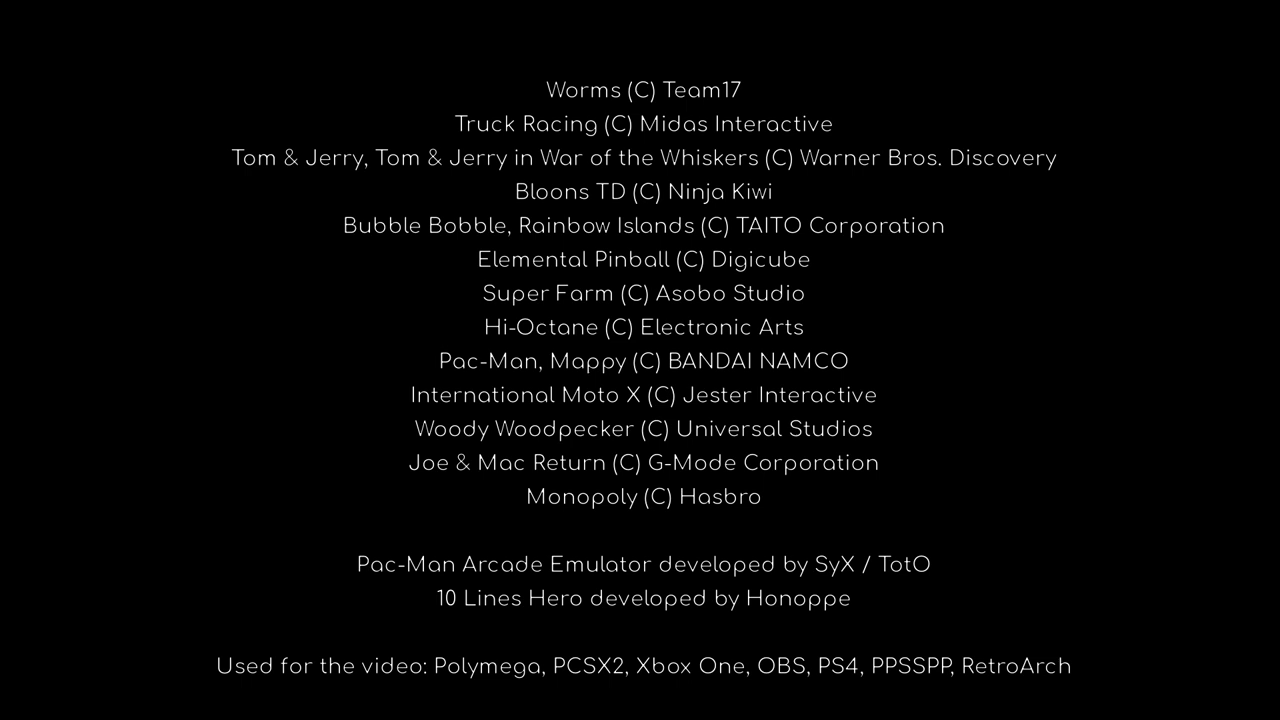 Worms (C) Team17
Truck Racing (C) Midas Interactive
Tom & Jerry, Tom & Jerry in War of the Whiskers (C) Warner Bros. Discovery
Bloons TD (C) Ninja Kiwi
Bubble Bobble, Rainbow Islands (C) TAITO Corporation
Elemental Pinball (C) Digicube
Super Farm (C) Asobo Studio
Hi-Octane (C) Electronic Arts
Pac-Man, Mappy (C) BANDAI NAMCO
International Moto X (C) Jester Interactive
Woody Woodpecker (C) Universal Studios
Joe & Mac Return (C) G-Mode Corporation
Monopoly (C) Hasbro
Pac-Man Arcade Emulator developed by SyX / TotO
10 Lines Hero developed by Honoppe
Used for the video: Polymega, PCSX2, Xbox One, OBS, PS4, PPSSPP, RetroArch